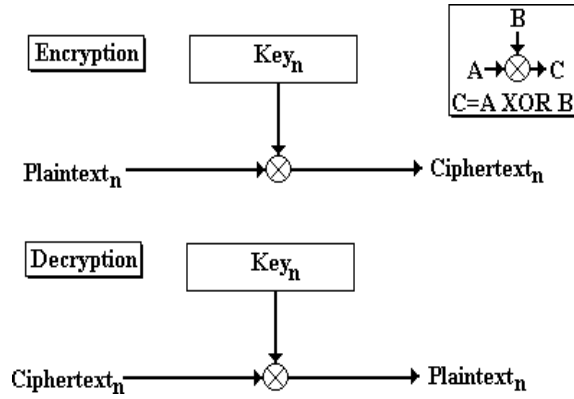 Encryption
Key_n
B
A C
C=A XOR B
Plaintext_n Ciphertext_n
Decryption
Key_n
Ciphertext_n Plaintext_n